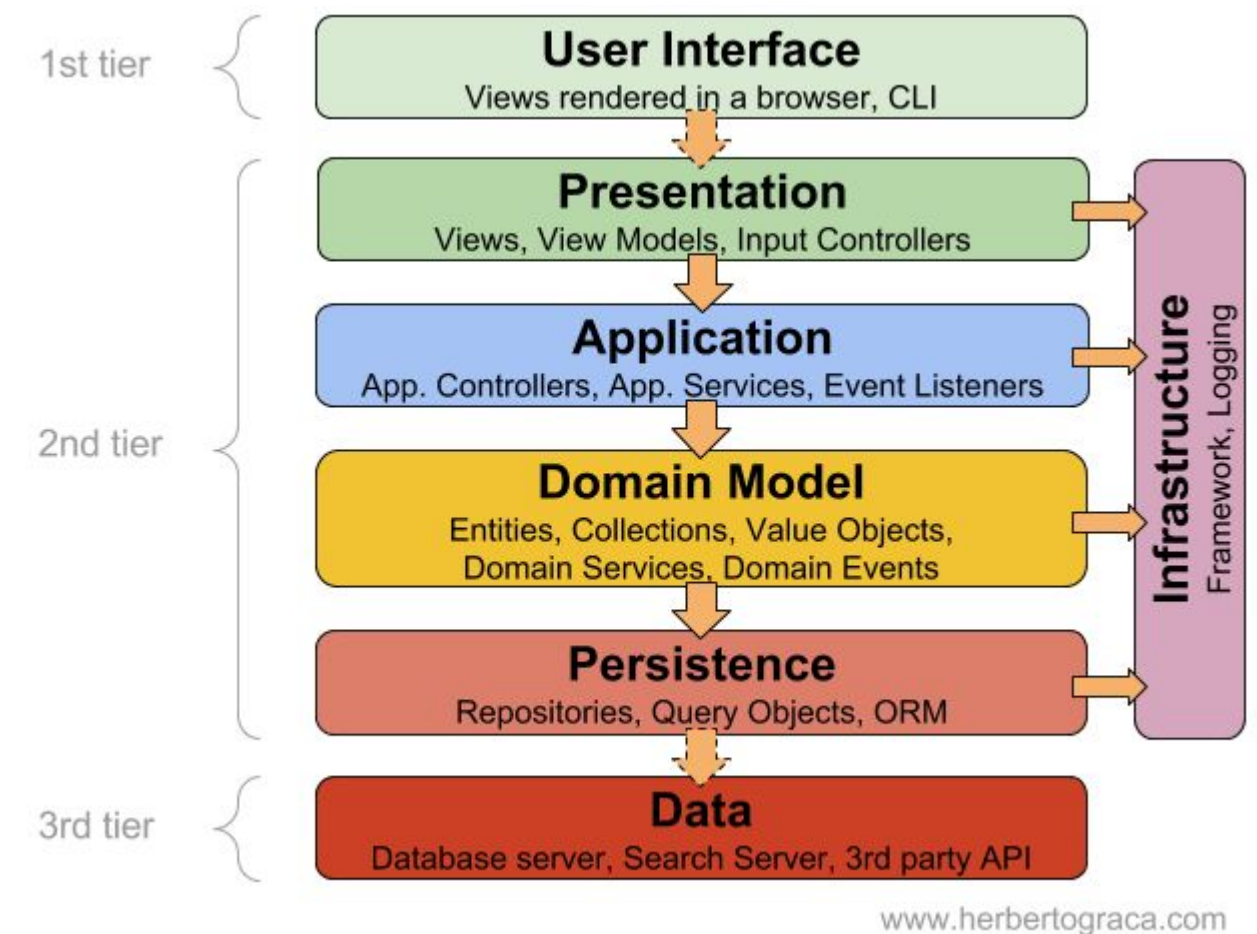 1st tier
User Interface
Views rendered in a browser, CLI
Presentation
Views, View Models, Input Controllers
Application
App. Controllers, App. Services, Event Listeners
2nd tier
Domain Model
Entities, Collections, Value Objects,
Domain Services, Domain Events
Persistence
Repositories, Query Objects, ORM
Infrastructure
Framework, Logging
3rd tier
Data
Database server, Search Server, 3rd party API
www.herbertograca.com